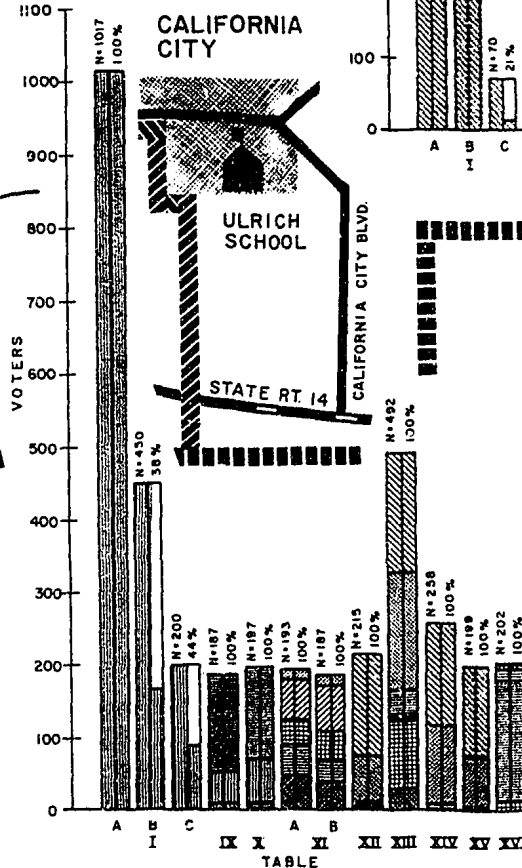 CALIFORNIA
CITY
ULRICH
SCHOOL
CALIFORNIA CITY BLVD.
STATE RT. 14
VOTERS
1100
1000
900
800
700
600
500
400
300
200
100
0
N=1017
100%
N=450
38%
N=200
44%
N=187
100%
N=197
100%
N=193
100%
N=187
100%
N=215
100%
N=492
100%
N=258
100%
N=199
100%
N=202
100%
A B C A B
I IX X XI XII XIII XIV XV XV
TABLE
100
0
N=70
21%
A B C
I